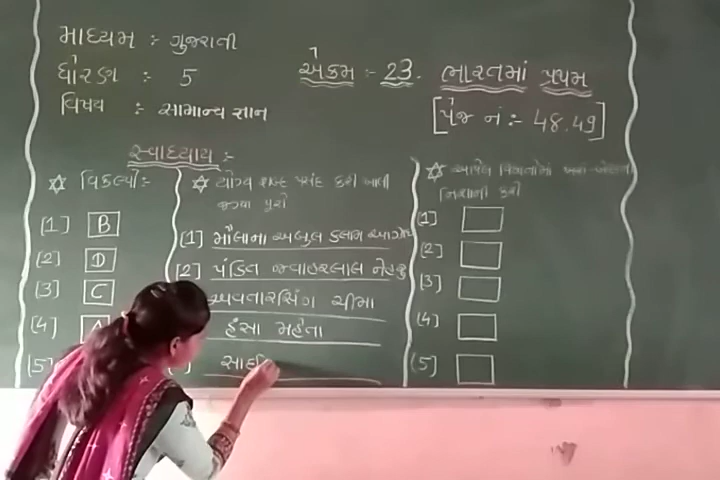 માધ્યમ :- ગુજરાતી
ધોરણ :- 5
વિષય : સામાન્ય જ્ઞાન
એકમ :- 23. ભારતમાં પ્રથમ
[પેજ નં :- 48.49]
સ્વાધ્યાય :-
✡ વિકલ્પો :-
[1] B
[2] D
[3] C
[4] A
[5]
✡ યોગ્ય શબ્દ પસંદ કરી ખાલી
જગ્યા પૂરો
[1] મૌલાના અબુલ કલામ આઝાદ
[2] પંડિત જવાહરલાલ નેહરુ
અવતારસિંગ ચીમા
હંસા મહેતા
સાઈ
✡ આપેલ વિધાનોમાં ખરા-ખોટાની
નિશાની કરો
[1]
[2]
[3]
[4]
[5]